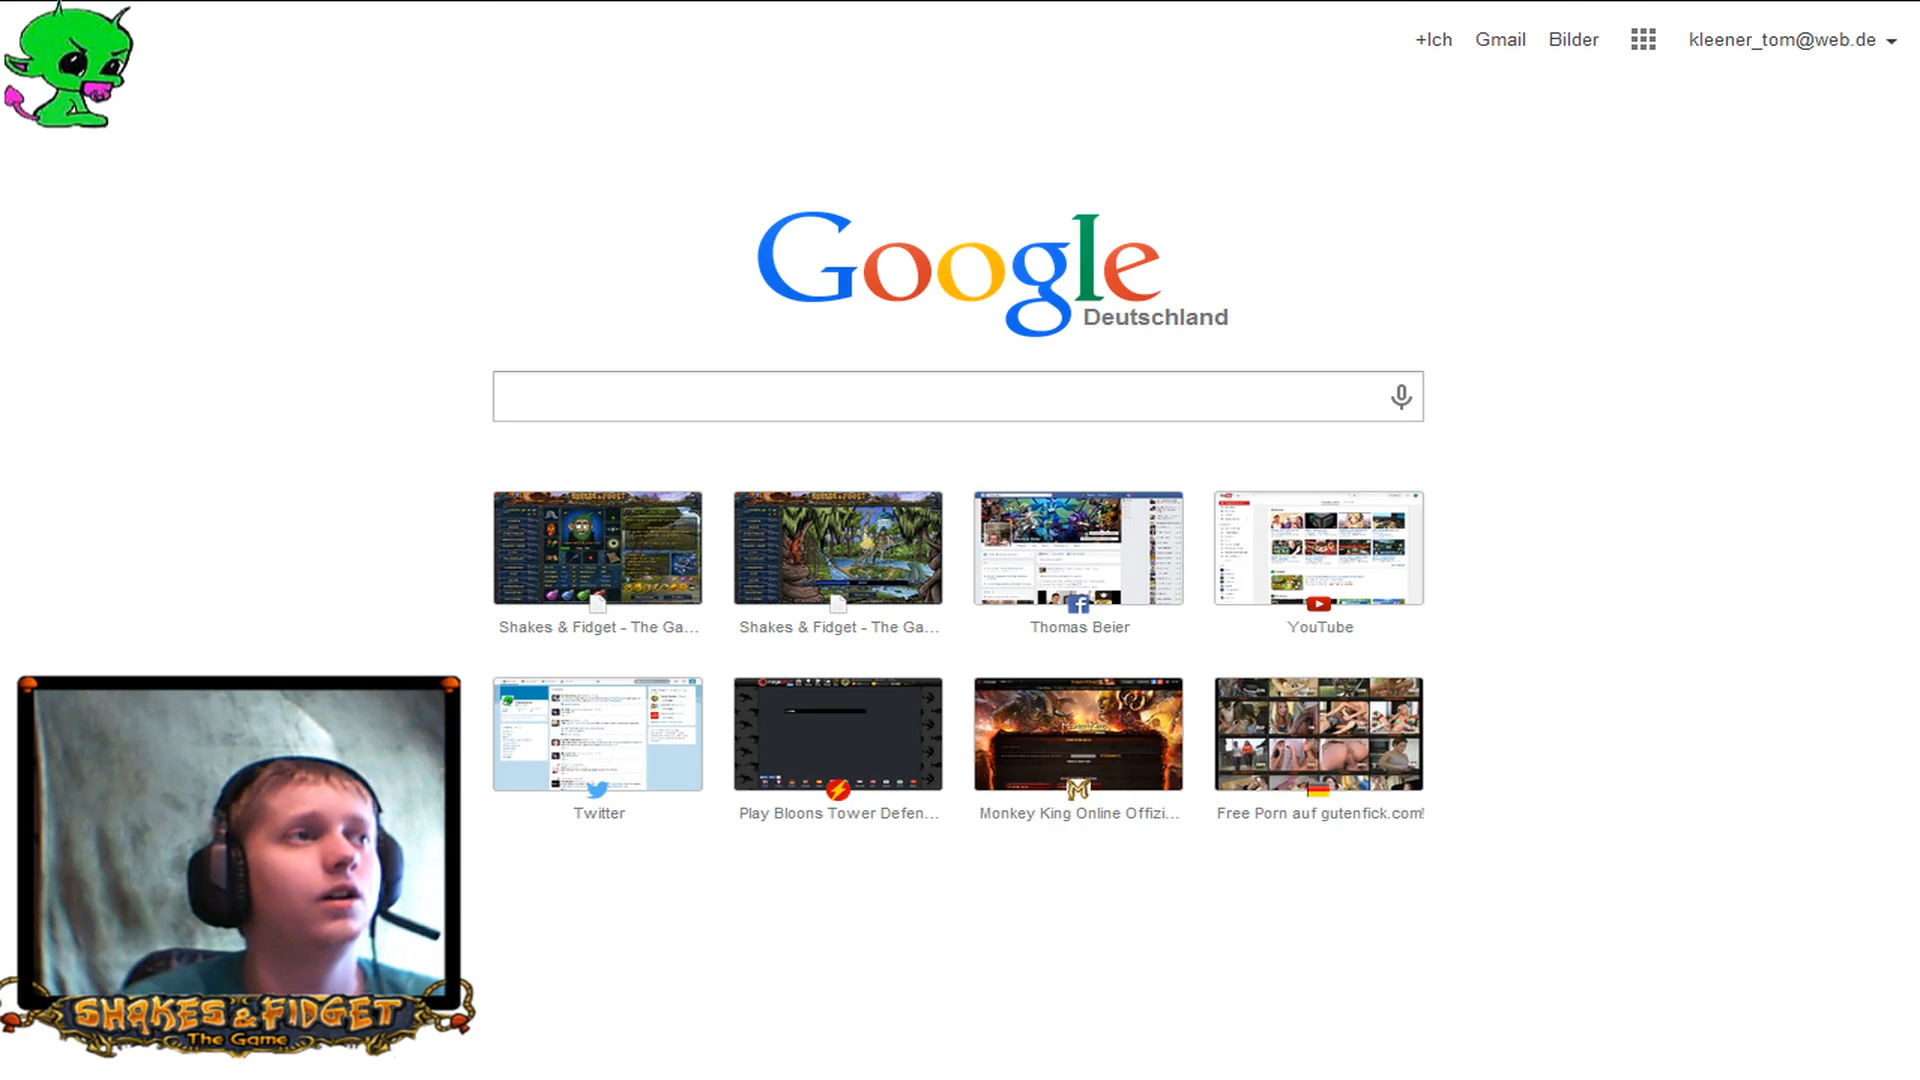 +Ich Gmail Bilder kleener_tom@web.de
Google
Deutschland
Shakes & Fidget - The Ga...
Shakes & Fidget - The Ga...
Thomas Beier
YouTube
Twitter
Play Bloons Tower Defen...
Monkey King Online Offizi...
Free Porn auf gutenfick.com!
SHAKES & FIDGET
The Game